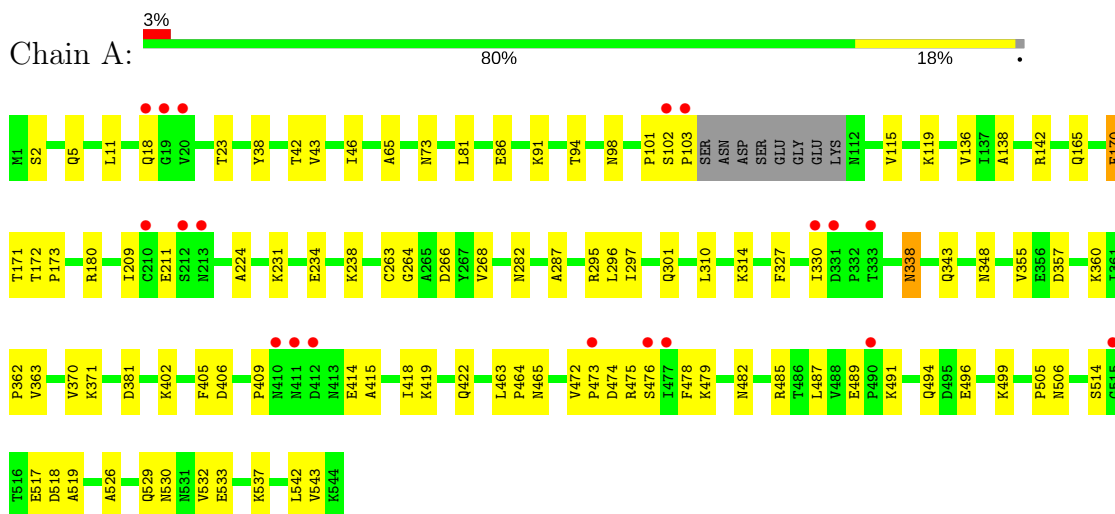 3%
Chain A:
80% 18% •
M1 S2 Q5 L11 Q18 G19 V20 T23 Y38 T42 V43 I46 A65 N73 L81 E86 K91 T94 N98 P101 S102 P103 SER ASN ASP SER GLU GLY GLU LYS N112 V115 K119 V136 I137 A138 R142 Q165
T171 T172 P173 R180 I209 C210 E211 S212 N213 A224 K231 E234 K238 C263 G264 A265 D266 Y267 V268 N282 A287 R295 L296 I297 Q301 L310 K314 F327 I330 D331 P332 T353 N338 Q343 N348 V355 E356 D357 K360 I361
P362 V363 V370 K371 D381 K402 F405 D406 P409 N410 N411 D412 N413 E414 A415 I418 K419 Q422 L463 P464 N465 V472 P473 D474 R475 S476 I477 F478 K479 N482 R485 T486 L487 V488 E489 P490 K491 Q494 D495 E496 K499 P505 N506 S514 G515
T516 E517 D518 A519 A526 Q529 N530 N531 V532 E533 K537 L542 V543 K544